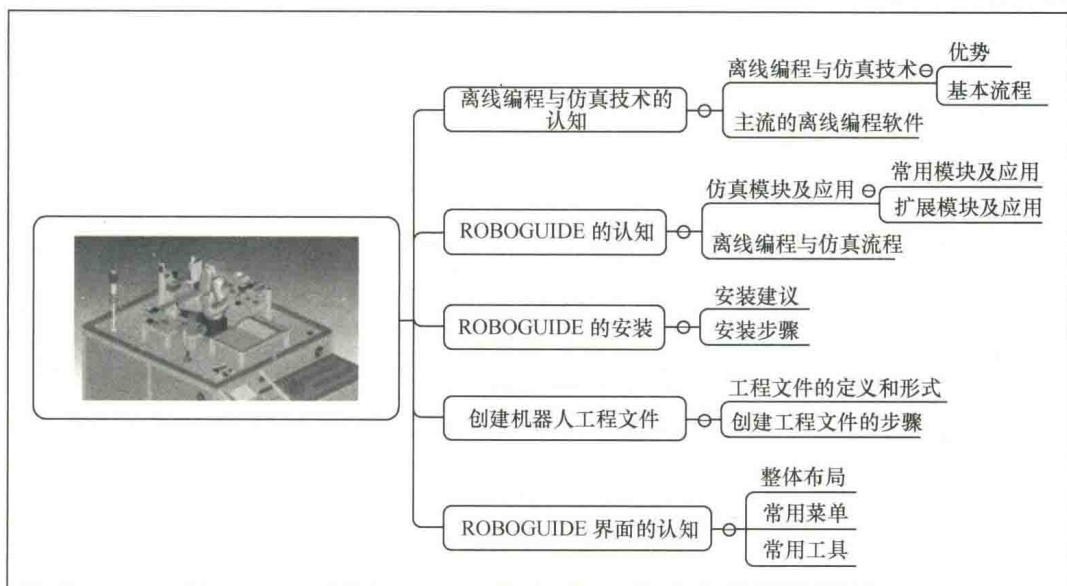 离线编程与仿真技术的
认知
离线编程与仿真技术
优势
基本流程
主流的离线编程软件
ROBOGUIDE 的认知
仿真模块及应用
常用模块及应用
扩展模块及应用
离线编程与仿真流程
ROBOGUIDE 的安装
安装建议
安装步骤
创建机器人工程文件
工程文件的定义和形式
创建工程文件的步骤
ROBOGUIDE 界面的认知
整体布局
常用菜单
常用工具